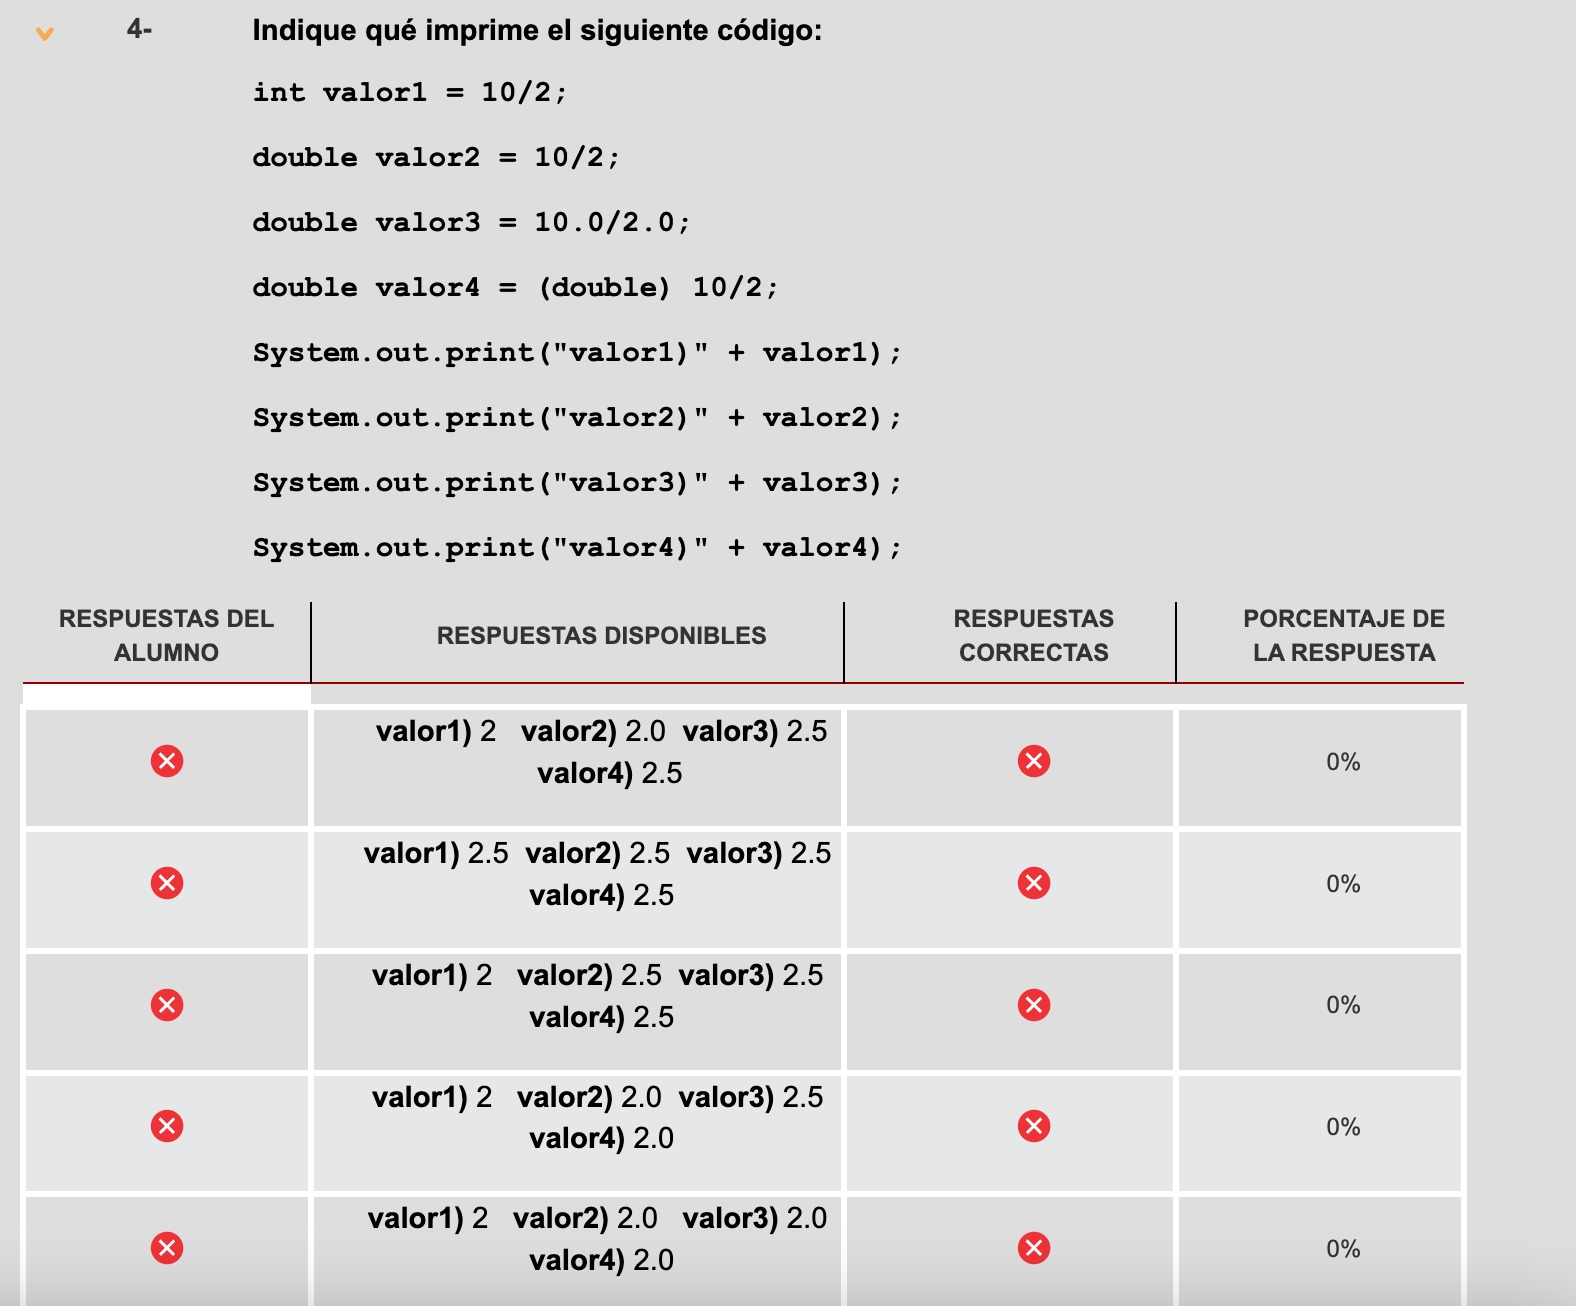 4-
Indique qué imprime el siguiente código:
int valor1 = 10/2;
double valor2 = 10/2;
double valor3 = 10.0/2.0;
double valor4 = (double) 10/2;
System.out.print("valor1)" + valor1);
System.out.print("valor2)" + valor2);
System.out.print("valor3)" + valor3);
System.out.print("valor4)" + valor4);
RESPUESTAS DEL
ALUMNO
RESPUESTAS DISPONIBLES
RESPUESTAS
CORRECTAS
PORCENTAJE DE
LA RESPUESTA
valor1) 2 valor2) 2.0 valor3) 2.5
valor4) 2.5
0%
valor1) 2.5 valor2) 2.5 valor3) 2.5
valor4) 2.5
0%
valor1) 2 valor2) 2.5 valor3) 2.5
valor4) 2.5
0%
valor1) 2 valor2) 2.0 valor3) 2.5
valor4) 2.0
0%
valor1) 2 valor2) 2.0 valor3) 2.0
valor4) 2.0
0%